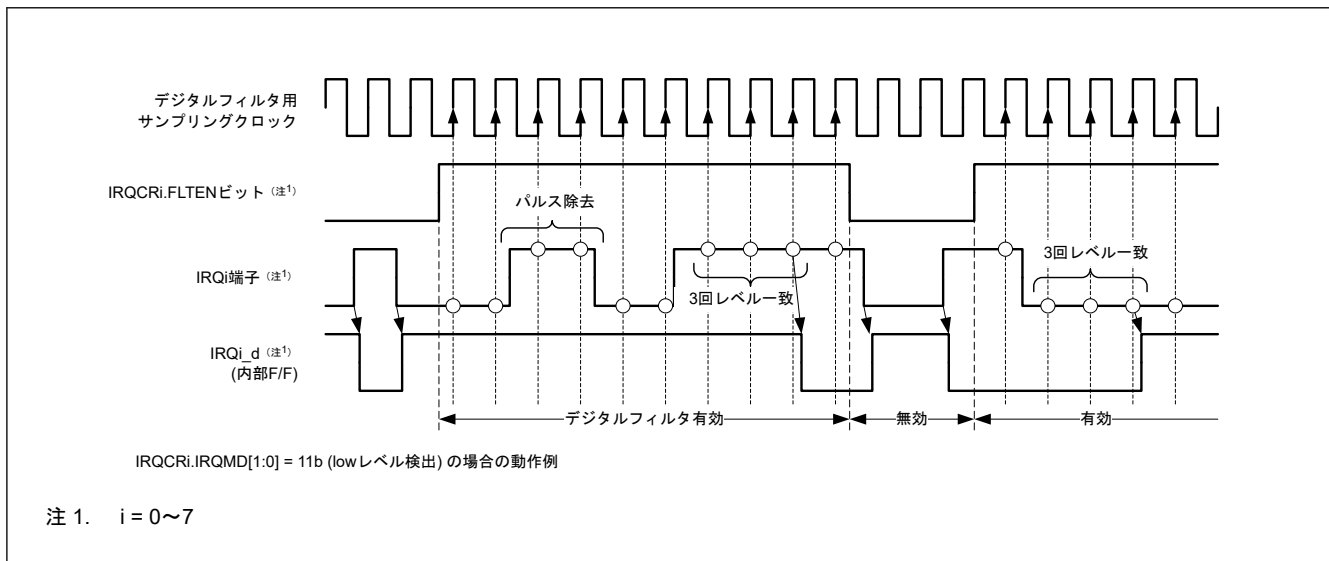 デジタルフィルタ用
サンプリングクロック
IRQCRi.FLTENビット (注1)
パルス除去
IRQi端子 (注1)
3回レベル一致
3回レベル一致
IRQi_d (注1)
(内部F/F)
デジタルフィルタ有効
無効
有効
IRQCRi.IRQMD[1:0] = 11b (lowレベル検出) の場合の動作例
注 1. i = 0～7